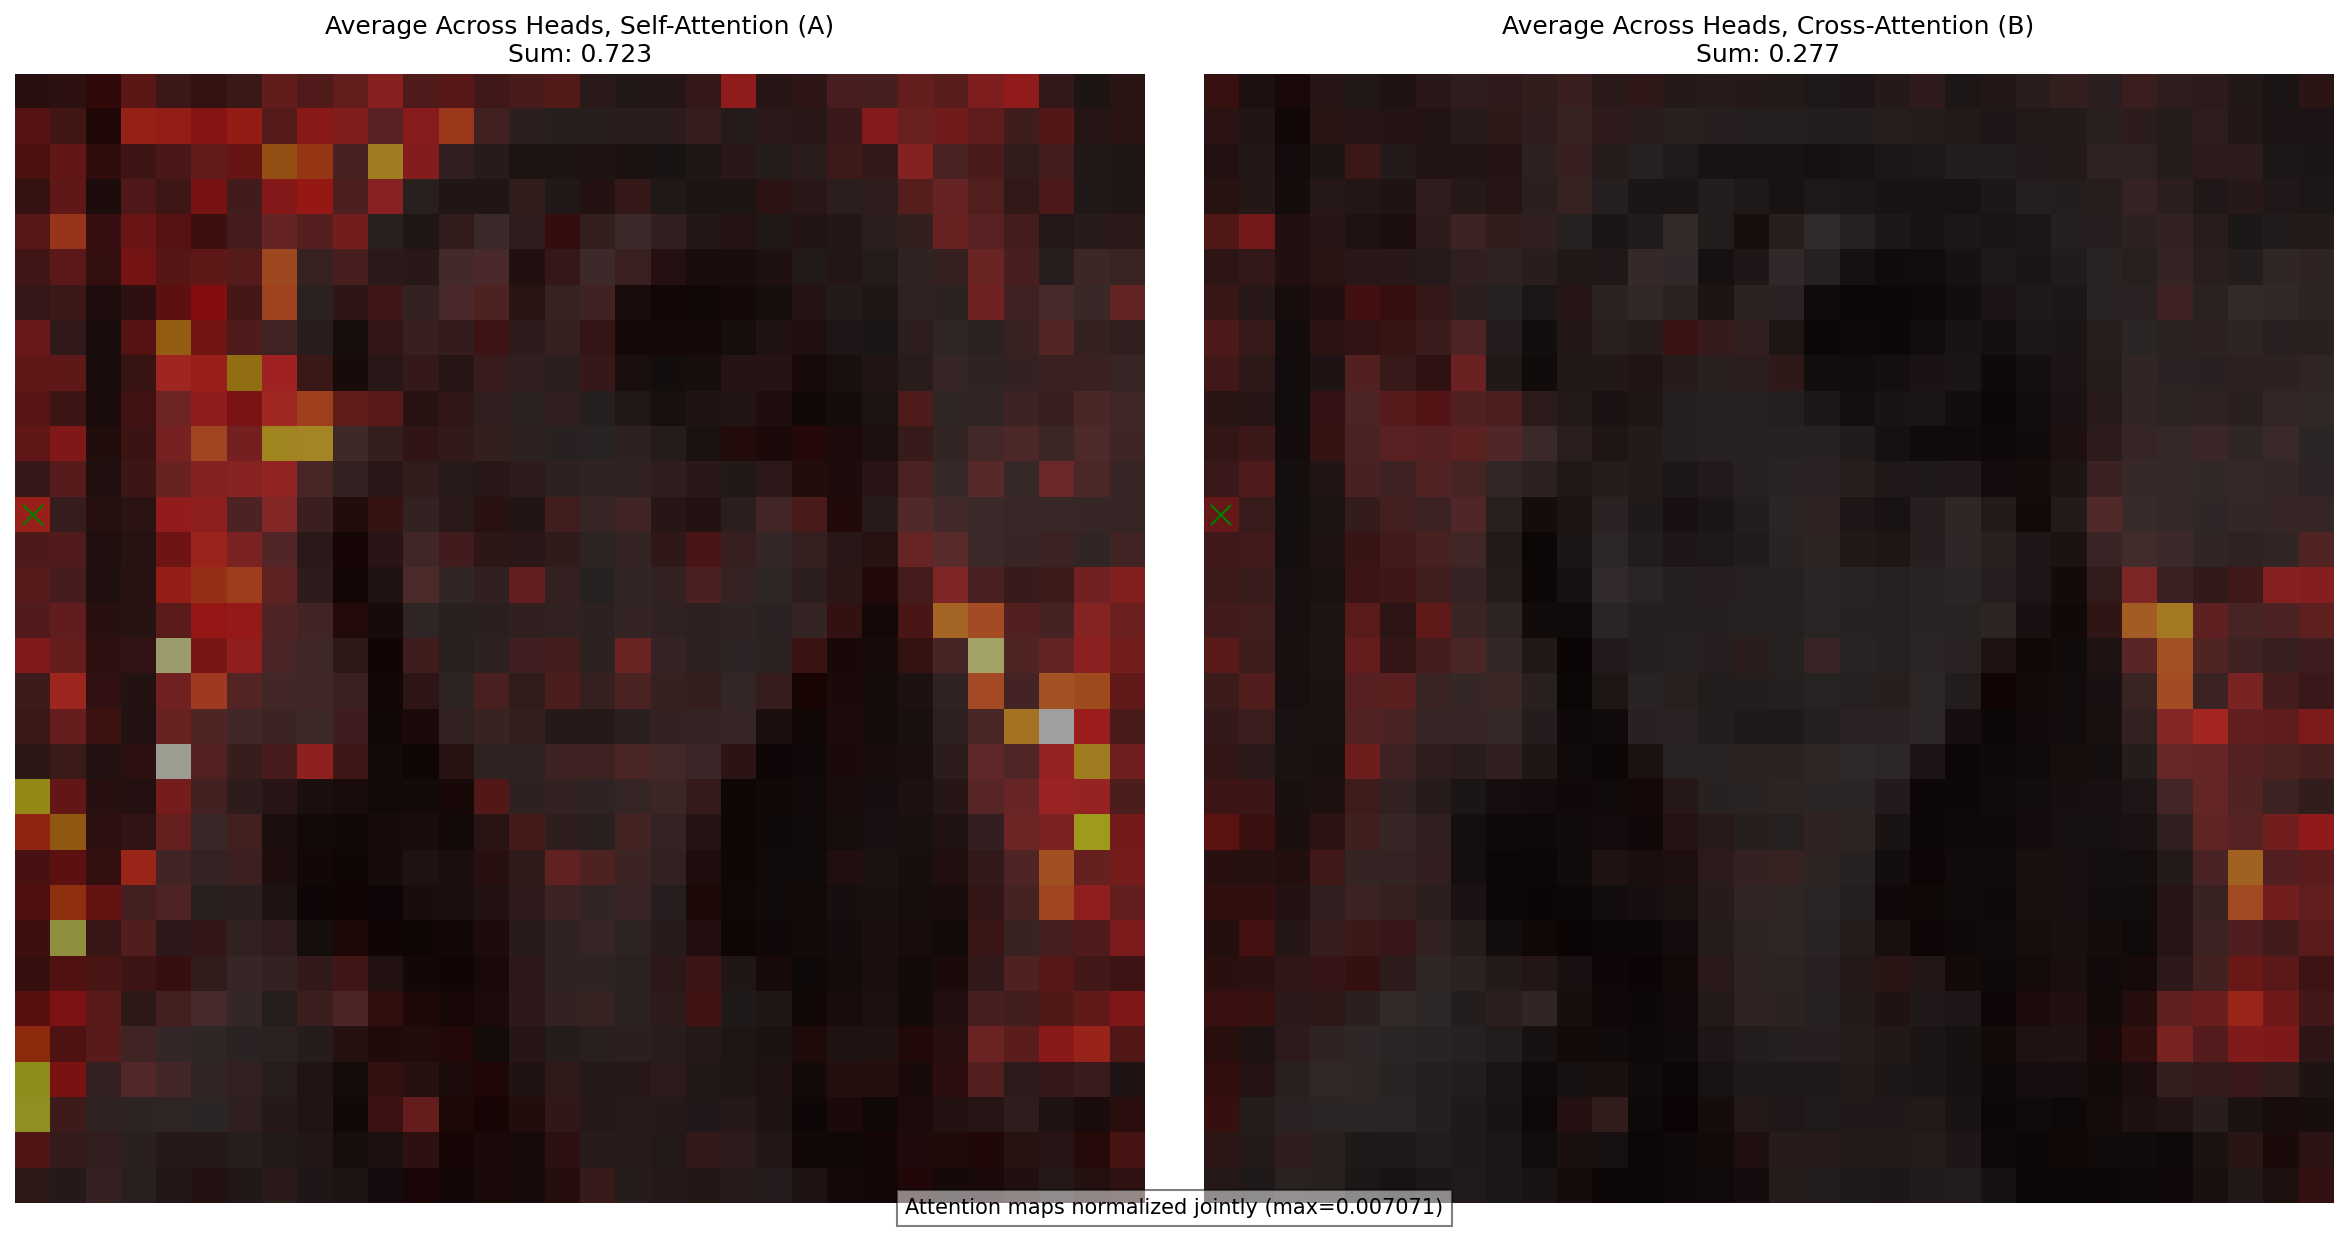 Average Across Heads, Self-Attention (A)
Sum: 0.723
Average Across Heads, Cross-Attention (B)
Sum: 0.277
Attention maps normalized jointly (max=0.007071)